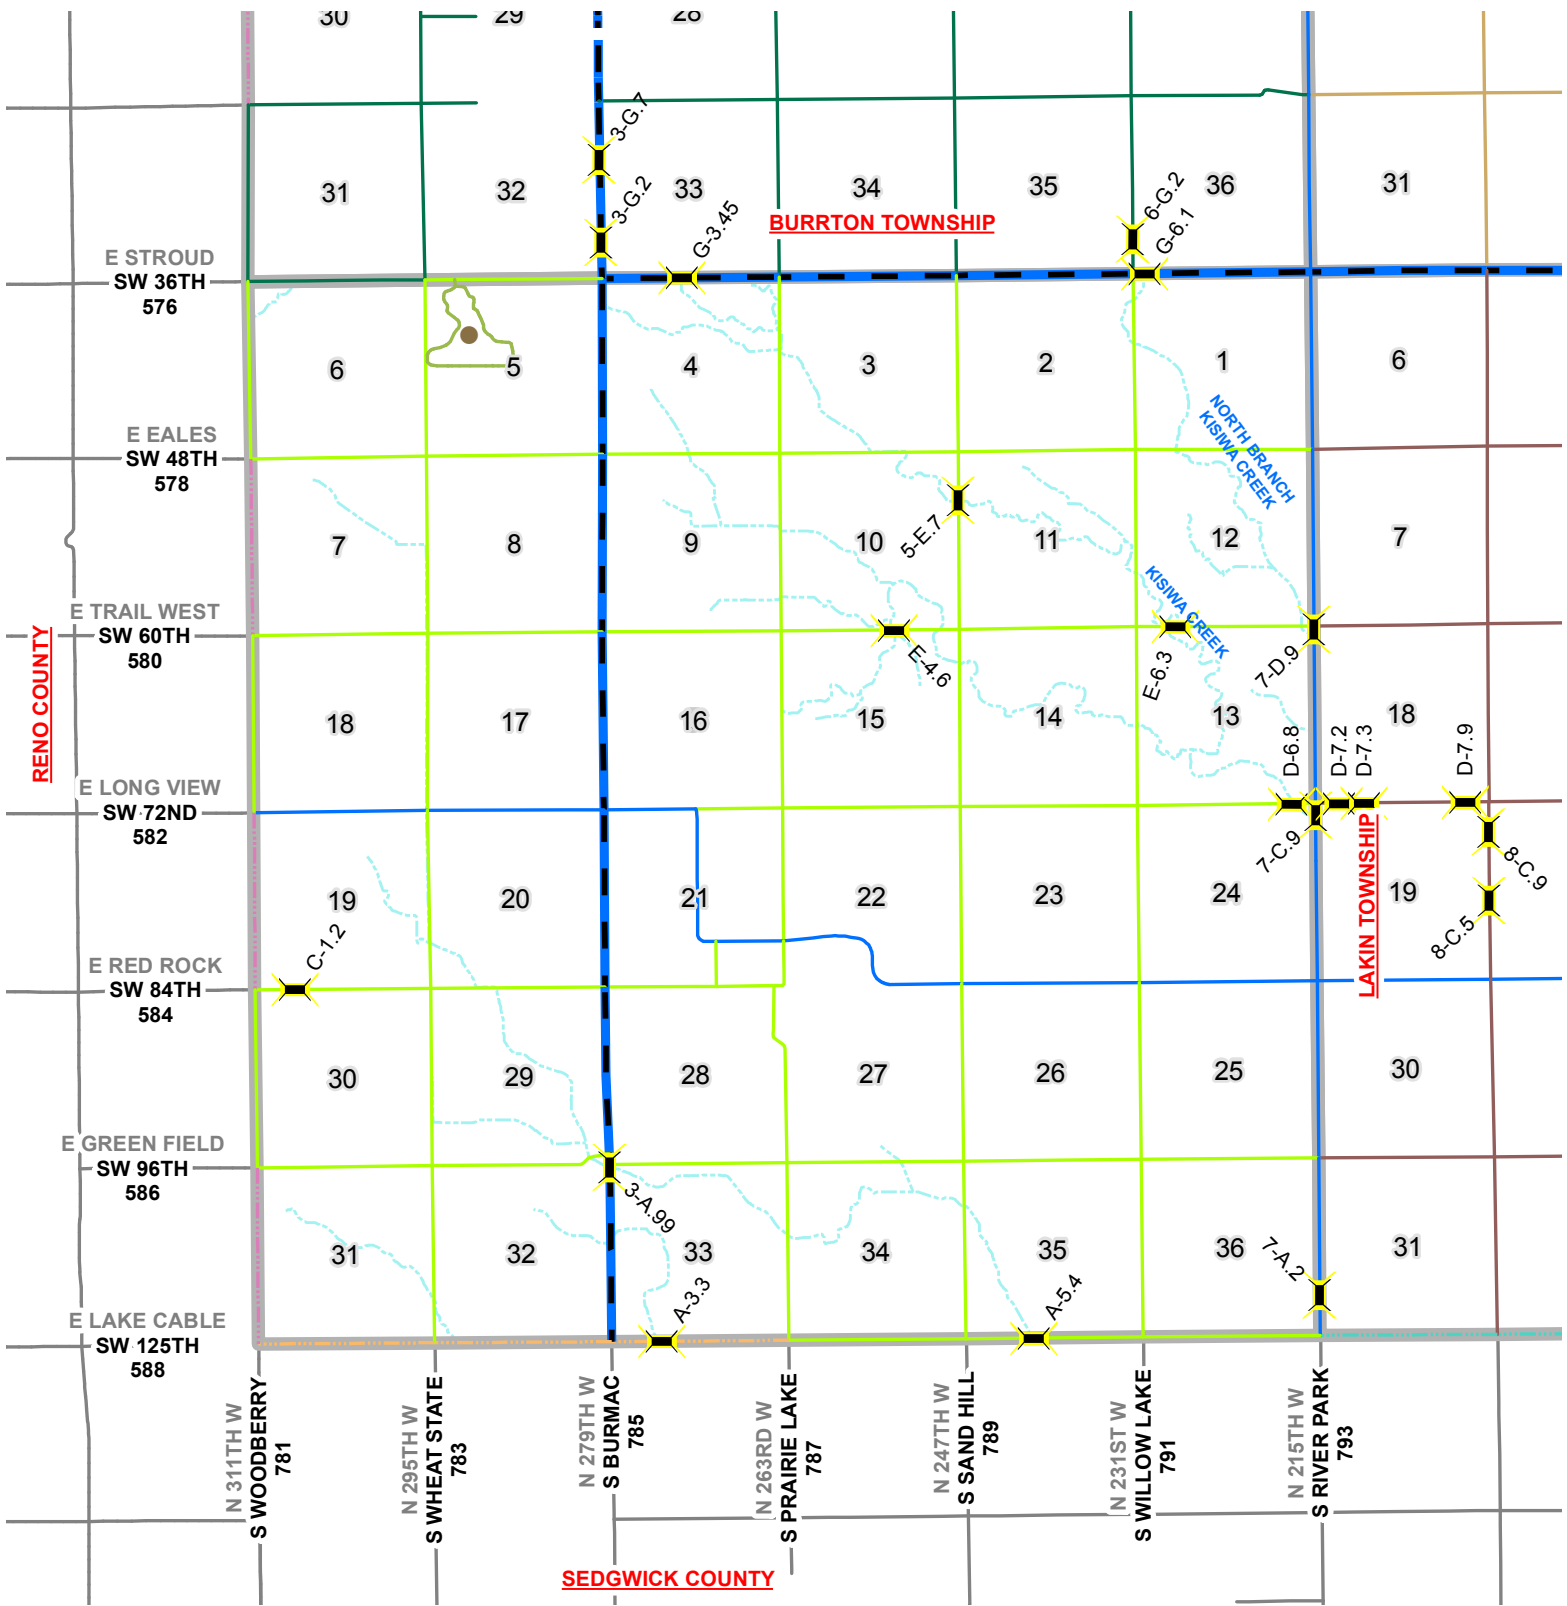 30
29
28
3-G.7
31
32
33
34
35
36
31
3-G.2
G-3.45
6-G.2
G-6.1
BURRTON TOWNSHIP
E STROUD
SW 36TH
576
6
5
4
3
2
1
6
NORTH BRANCH
KISIWA CREEK
E EALES
SW 48TH
578
7
8
9
10
5-E.7
11
12
7
KISIWA CREEK
E TRAIL WEST
SW 60TH
580
E-4.6
E-6.3
7-D.9
RENO COUNTY
18
17
16
15
14
13
18
D-6.8
D-7.2
D-7.3
D-7.9
E LONG VIEW
SW 72ND
582
7-C.9
8-C.9
LAKIN TOWNSHIP
19
20
21
22
23
24
19
8-C.5
C-1.2
E RED ROCK
SW 84TH
584
30
29
28
27
26
25
30
E GREEN FIELD
SW 96TH
586
3-A.99
31
32
33
34
35
36
31
7-A.2
A-3.3
A-5.4
E LAKE CABLE
SW 125TH
588
N 311TH W
S WOODBERRY
781
N 295TH W
S WHEAT STATE
783
N 279TH W
S BURMAC
785
N 263RD W
S PRAIRIE LAKE
787
N 247TH W
S SAND HILL
789
N 231ST W
S WILLOW LAKE
791
N 215TH W
S RIVER PARK
793
SEDGWICK COUNTY